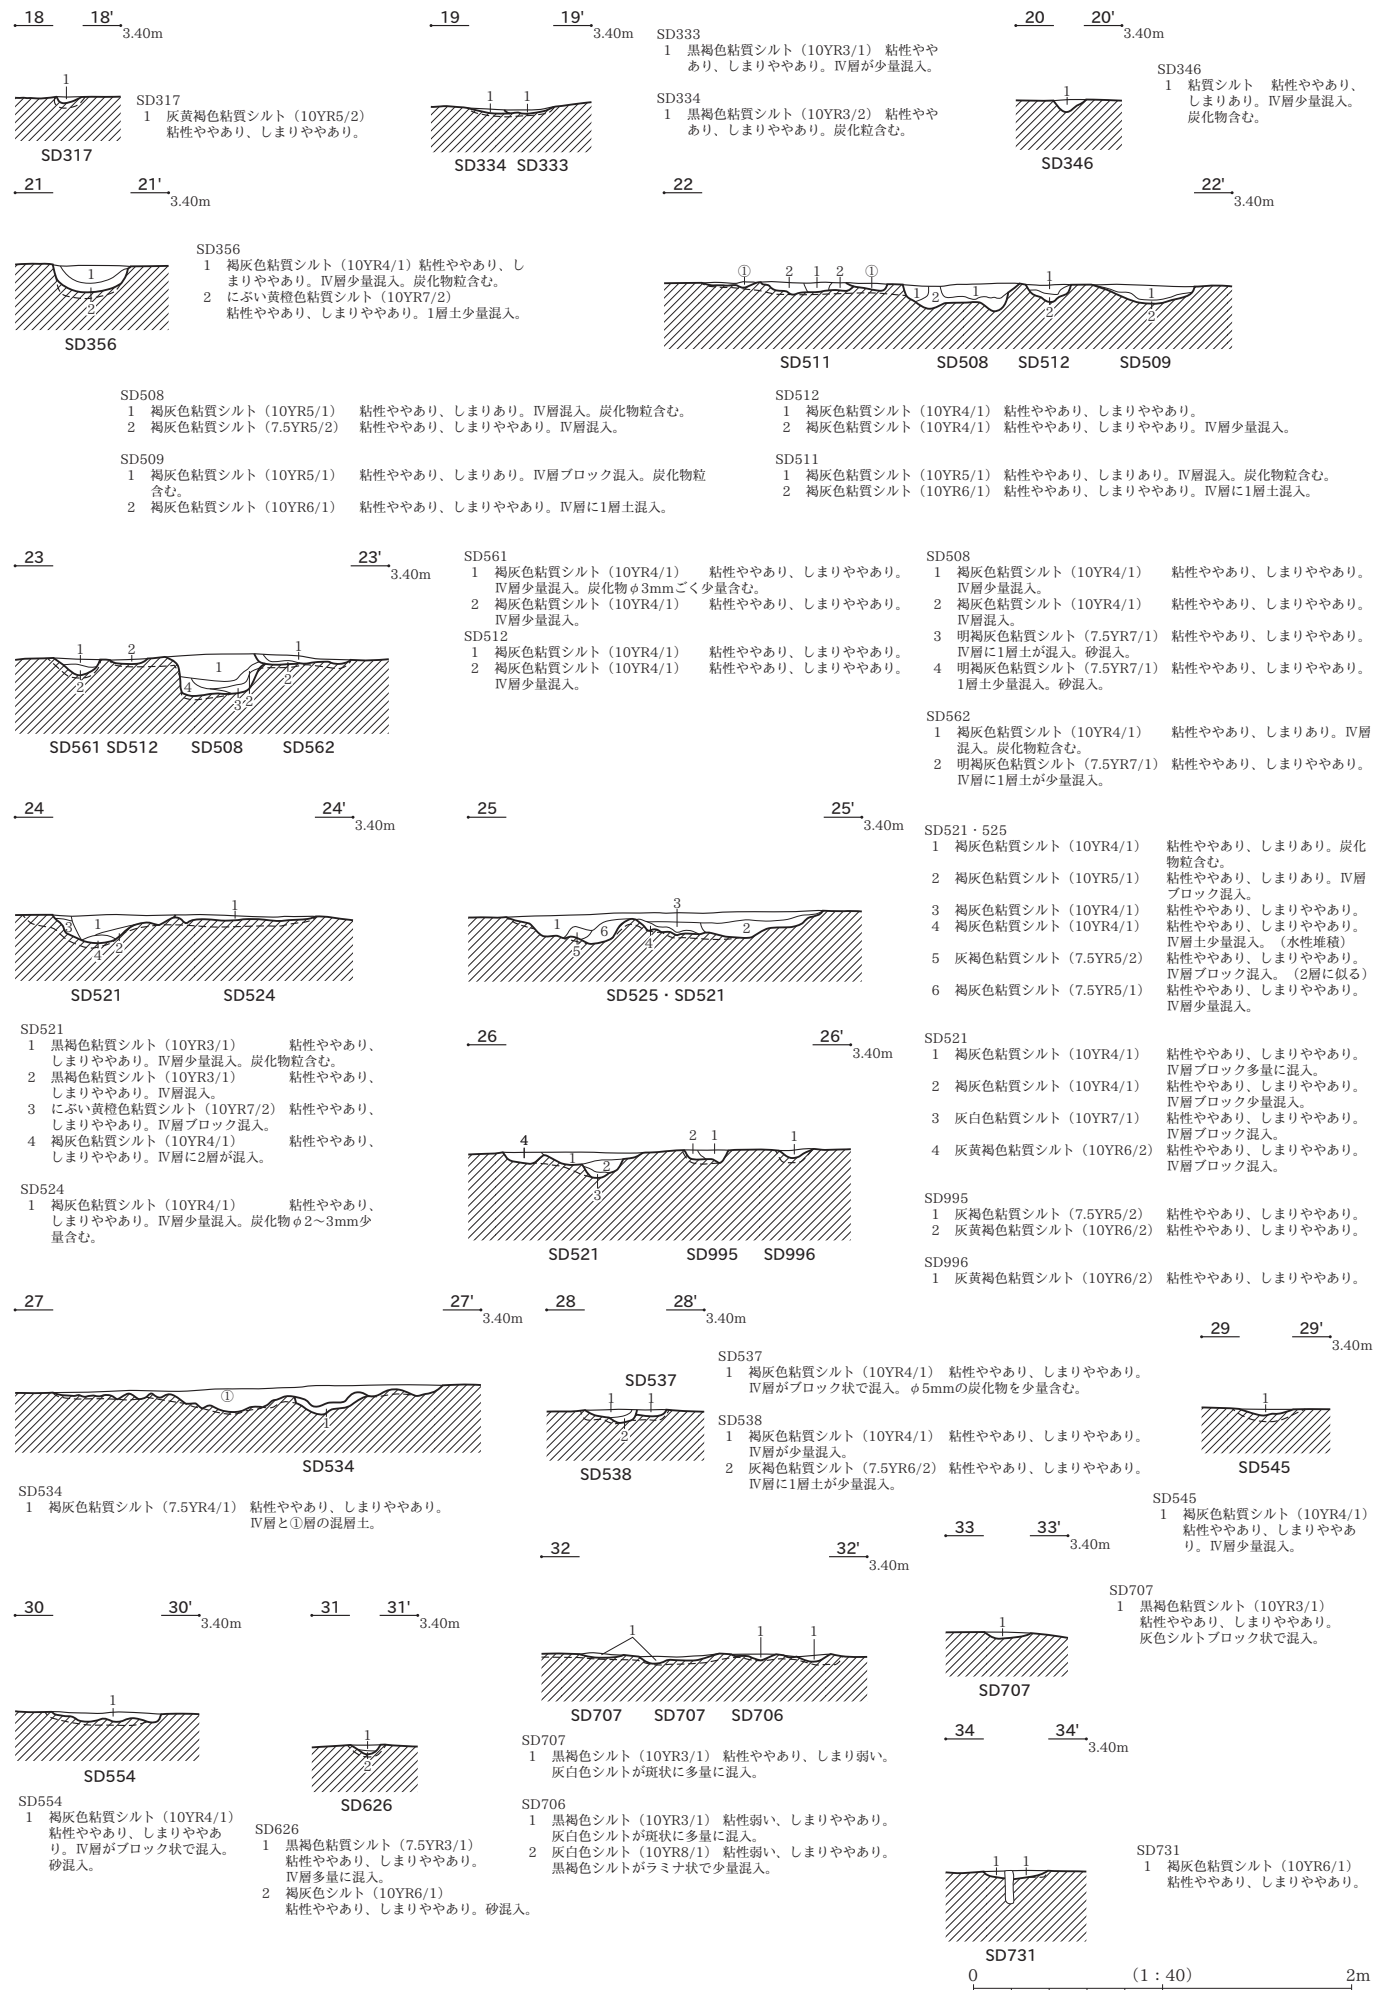 18 18' 3.40m
1
SD317
1 灰黄褐色粘質シルト（10YR5/2）
粘性ややあり、しまりややあり。
SD317
19 19' 3.40m
1 1
SD334 SD333
SD333
1 黒褐色粘質シルト（10YR3/1） 粘性やや
あり、しまりややあり。Ⅳ層が少量混入。
SD334
1 黒褐色粘質シルト（10YR3/2） 粘性やや
あり、しまりややあり。炭化粒含む。
20 20' 3.40m
1
SD346
SD346
1 粘質シルト 粘性ややあり、
しまりあり。Ⅳ層少量混入。
炭化物含む。
21 21' 3.40m
1
2
SD356
SD356
1 褐灰色粘質シルト（10YR4/1）粘性ややあり、し
まりややあり。Ⅳ層少量混入。炭化物粒含む。
2 にぶい黄橙色粘質シルト（10YR7/2）
粘性ややあり、しまりややあり。1層土少量混入。
22 22' 3.40m
① 2 1 2 ① 1 2 1 1 2 1 2
SD511 SD508 SD512 SD509
SD508
1 褐灰色粘質シルト（10YR5/1） 粘性ややあり、しまりあり。Ⅳ層混入。炭化物粒含む。
2 褐灰色粘質シルト（7.5YR5/2） 粘性ややあり、しまりややあり。Ⅳ層混入。
SD509
1 褐灰色粘質シルト（10YR5/1） 粘性ややあり、しまりあり。Ⅳ層ブロック混入。炭化物粒
含む。
2 褐灰色粘質シルト（10YR6/1） 粘性ややあり、しまりややあり。Ⅳ層に1層土混入。
SD512
1 褐灰色粘質シルト（10YR4/1） 粘性ややあり、しまりややあり。
2 褐灰色粘質シルト（10YR4/1） 粘性ややあり、しまりややあり。Ⅳ層少量混入。
SD511
1 褐灰色粘質シルト（10YR5/1） 粘性ややあり、しまりあり。Ⅳ層混入。炭化物粒含む。
2 褐灰色粘質シルト（10YR6/1） 粘性ややあり、しまりややあり。Ⅳ層に1層土混入。
23 23' 3.40m
1 2 2 1 4 3 2 1 2
SD561 SD512 SD508 SD562
SD561
1 褐灰色粘質シルト（10YR4/1） 粘性ややあり、しまりややあり。
Ⅳ層少量混入。炭化物φ3mmごく少量含む。
2 褐灰色粘質シルト（10YR4/1） 粘性ややあり、しまりややあり。
Ⅳ層少量混入。
SD512
1 褐灰色粘質シルト（10YR4/1） 粘性ややあり、しまりややあり。
2 褐灰色粘質シルト（10YR4/1） 粘性ややあり、しまりややあり。
Ⅳ層少量混入。
SD508
1 褐灰色粘質シルト（10YR4/1） 粘性ややあり、しまりややあり。
Ⅳ層少量混入。
2 褐灰色粘質シルト（10YR4/1） 粘性ややあり、しまりややあり。
Ⅳ層混入。
3 明褐灰色粘質シルト（7.5YR7/1） 粘性ややあり、しまりややあり。
Ⅳ層に1層土が混入。砂混入。
4 明褐灰色粘質シルト（7.5YR7/1） 粘性ややあり、しまりややあり。
1層土少量混入。砂混入。
SD562
1 褐灰色粘質シルト（10YR4/1） 粘性ややあり、しまりあり。Ⅳ層
混入。炭化物粒含む。
2 明褐灰色粘質シルト（7.5YR7/1） 粘性ややあり、しまりややあり。
Ⅳ層に1層土が少量混入。
24 24' 3.40m
3 1 4 2 1
SD521 SD524
SD521
1 黒褐色粘質シルト（10YR3/1） 粘性ややあり、
しまりややあり。Ⅳ層少量混入。炭化物粒含む。
2 黒褐色粘質シルト（10YR3/1） 粘性ややあり、
しまりややあり。Ⅳ層混入。
3 にぶい黄橙色粘質シルト（10YR7/2） 粘性ややあり、
しまりややあり。Ⅳ層ブロック混入。
4 褐灰色粘質シルト（10YR4/1） 粘性ややあり、
しまりややあり。Ⅳ層に2層が混入。
SD524
1 褐灰色粘質シルト（10YR4/1） 粘性ややあり、
しまりややあり。Ⅳ層少量混入。炭化物φ2～3mm少
量含む。
25 25' 3.40m
1 5 6 4 3 2
SD525・SD521
SD521・525
1 褐灰色粘質シルト（10YR4/1） 粘性ややあり、しまりあり。炭化
物粒含む。
2 褐灰色粘質シルト（10YR5/1） 粘性ややあり、しまりあり。Ⅳ層
ブロック混入。
3 褐灰色粘質シルト（10YR4/1） 粘性ややあり、しまりややあり。
4 褐灰色粘質シルト（10YR4/1） 粘性ややあり、しまりややあり。
Ⅳ層土少量混入。（水性堆積）
5 灰褐色粘質シルト（7.5YR5/2） 粘性ややあり、しまりややあり。
Ⅳ層ブロック混入。（2層に似る）
6 褐灰色粘質シルト（7.5YR5/1） 粘性ややあり、しまりややあり。
Ⅳ層少量混入。
26 26' 3.40m
4 1 2 3 2 1 1
SD521 SD995 SD996
SD521
1 褐灰色粘質シルト（10YR4/1） 粘性ややあり、しまりややあり。
Ⅳ層ブロック多量に混入。
2 褐灰色粘質シルト（10YR4/1） 粘性ややあり、しまりややあり。
Ⅳ層ブロック少量混入。
3 灰白色粘質シルト（10YR7/1） 粘性ややあり、しまりややあり。
Ⅳ層ブロック混入。
4 灰黄褐色粘質シルト（10YR6/2） 粘性ややあり、しまりややあり。
Ⅳ層ブロック混入。
SD995
1 灰褐色粘質シルト（7.5YR5/2） 粘性ややあり、しまりややあり。
2 灰黄褐色粘質シルト（10YR6/2） 粘性ややあり、しまりややあり。
SD996
1 灰黄褐色粘質シルト（10YR6/2） 粘性ややあり、しまりややあり。
27 27' 3.40m
① 1
SD534
SD534
1 褐灰色粘質シルト（7.5YR4/1） 粘性ややあり、しまりややあり。
Ⅳ層と①層の混層土。
28 28' 3.40m
SD537
1 1
2
SD538
SD537
1 褐灰色粘質シルト（10YR4/1） 粘性ややあり、しまりややあり。
Ⅳ層がブロック状で混入。φ5mmの炭化物を少量含む。
SD538
1 褐灰色粘質シルト（10YR4/1） 粘性ややあり、しまりややあり。
Ⅳ層が少量混入。
2 灰褐色粘質シルト（7.5YR6/2） 粘性ややあり、しまりややあり。
Ⅳ層に1層土が少量混入。
29 29' 3.40m
1
SD545
SD545
1 褐灰色粘質シルト（10YR4/1）
粘性ややあり、しまりややあ
り。Ⅳ層少量混入。
30 30' 3.40m
1
SD554
SD554
1 褐灰色粘質シルト（10YR4/1）
粘性ややあり、しまりややあ
り。Ⅳ層がブロック状で混入。
砂混入。
31 31' 3.40m
1
2
SD626
SD626
1 黒褐色粘質シルト（7.5YR3/1）
粘性ややあり、しまりややあり。
Ⅳ層多量に混入。
2 褐灰色シルト（10YR6/1）
粘性ややあり、しまりややあり。砂混入。
32 32' 3.40m
1 1 1
SD707 SD707 SD706
SD707
1 黒褐色シルト（10YR3/1） 粘性ややあり、しまり弱い。
灰白色シルトが斑状に多量に混入。
SD706
1 黒褐色シルト（10YR3/1） 粘性弱い、しまりややあり。
灰白色シルトが斑状に多量に混入。
2 灰白色シルト（10YR8/1） 粘性弱い、しまりややあり。
黒褐色シルトがラミナ状で少量混入。
33 33' 3.40m
1
SD707
SD707
1 黒褐色粘質シルト（10YR3/1）
粘性ややあり、しまりややあり。
灰色シルトブロック状で混入。
34 34' 3.40m
1 1
SD731
SD731
1 褐灰色粘質シルト（10YR6/1）
粘性ややあり、しまりややあり。
0 （1：40） 2m